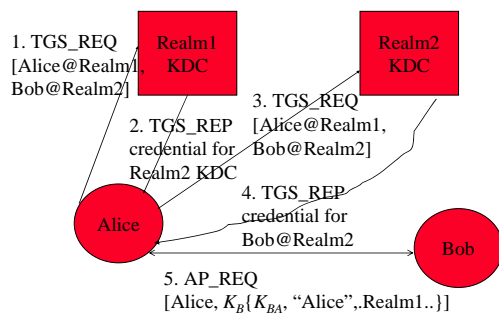 1. TGS_REQ
[Alice@Realm1,
Bob@Realm2]
Realm1
KDC
Realm2
KDC
2. TGS_REP
credential for
Realm2 KDC
3. TGS_REQ
[Alice@Realm1,
Bob@Realm2]
4. TGS_REP
credential for
Bob@Realm2
Alice
Bob
5. AP_REQ
[Alice, K_B{K_BA, “Alice”,.Realm1..}]